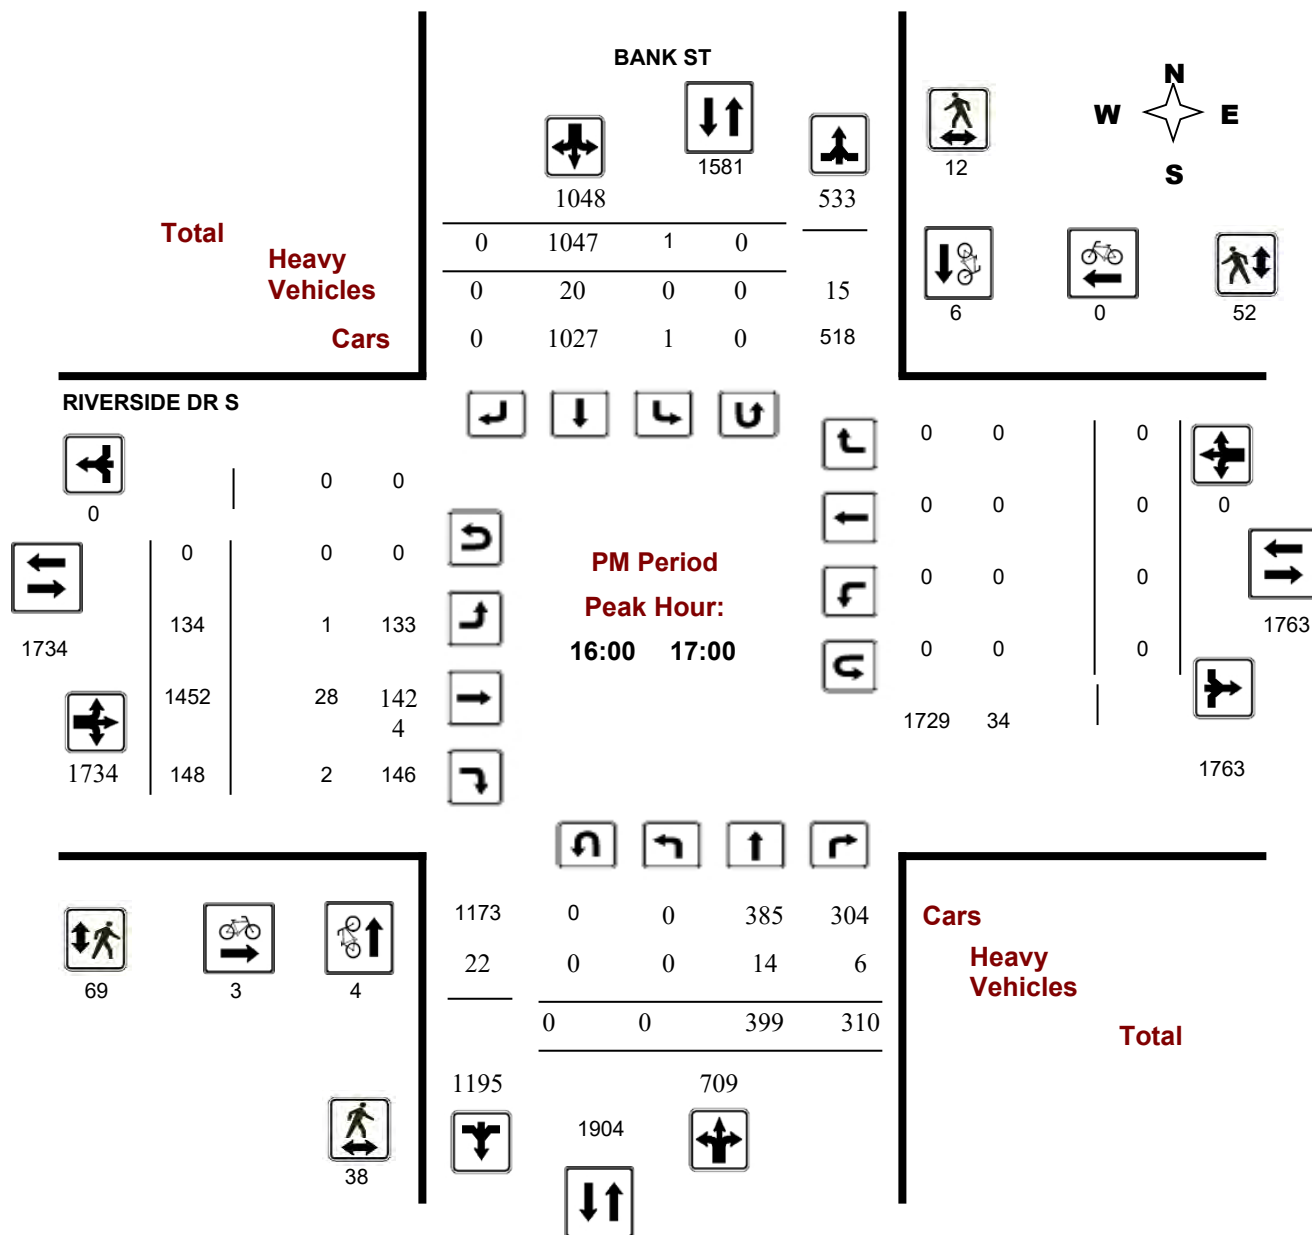 BANK ST
N
W E
S
1581
12
1048 533
Total 0 1047 1 0
Heavy
Vehicles 0 20 0 0 15
6 0 52
Cars 0 1027 1 0 518
RIVERSIDE DR S
0 0 0
0 0
0
0 0 0 0
0 0 0
PM Period
0 0 0
Peak Hour:
134 1 133
1734
1763
16:00 17:00
0 0 0
1452 28 142
4
1729 34
1734 148 2 146
1763
1173 0 0 385 304
Cars
22 0 0 14 6
Heavy
Vehicles
69 3 4
0 0 399 310
Total
1195 709
1904
38